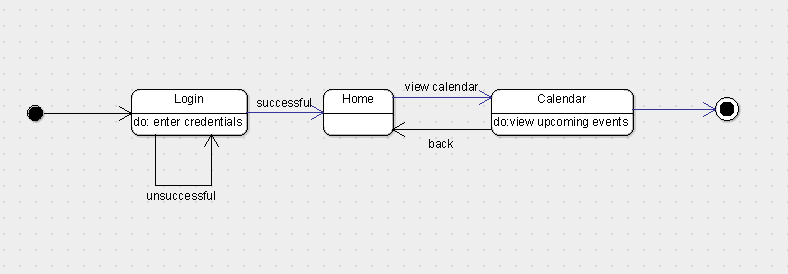 Login
do: enter credentials
unsuccessful
successful
Home
view calendar
back
Calendar
do:view upcoming events